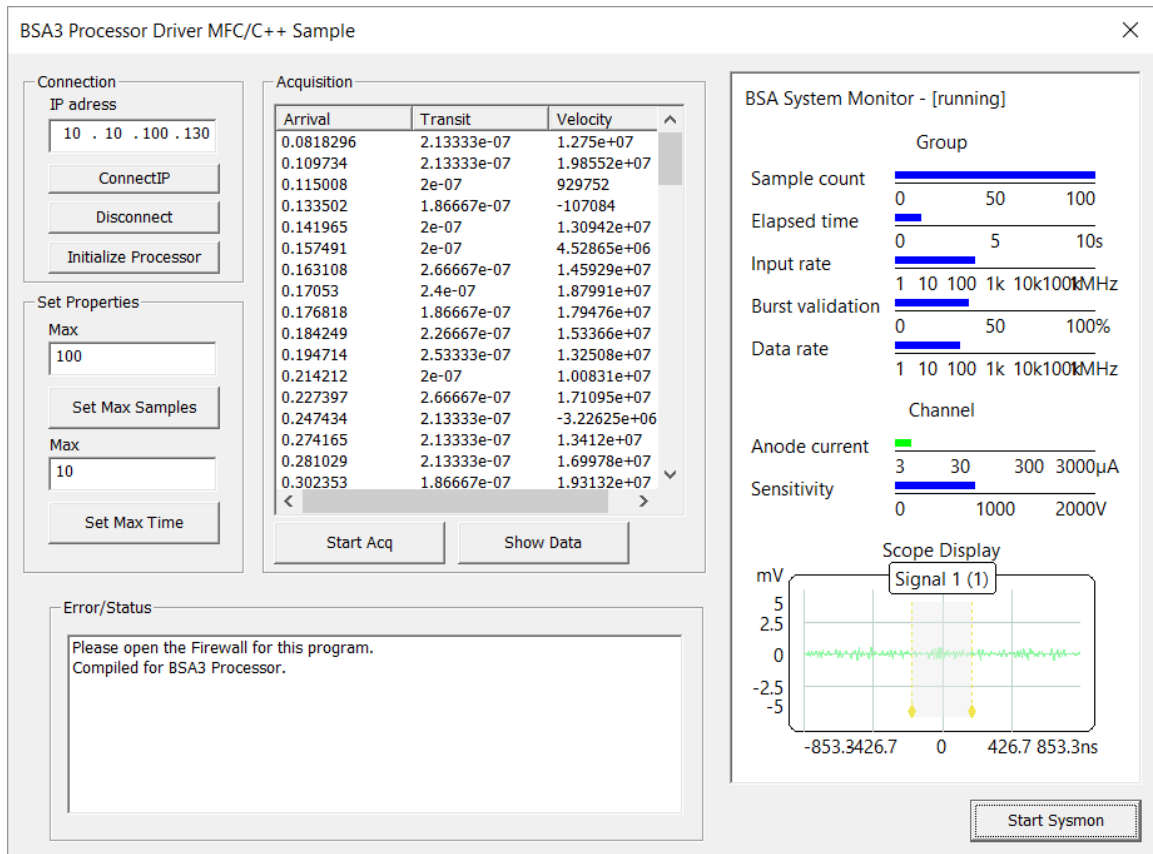 BSA3 Processor Driver MFC/C++ Sample
Connection
IP adress
10 . 10 . 100 . 130
ConnectIP
Disconnect
Initialize Processor
Set Properties
Max
100
Set Max Samples
Max
10
Set Max Time
Acquisition
Arrival Transit Velocity
0.0818296 2.13333e-07 1.275e+07
0.109734 2.13333e-07 1.98552e+07
0.115008 2e-07 929752
0.133502 1.86667e-07 -107084
0.141965 2e-07 1.30942e+07
0.157491 2e-07 4.52865e+06
0.163108 2.66667e-07 1.45929e+07
0.17053 2.4e-07 1.87991e+07
0.176818 1.86667e-07 1.79476e+07
0.184249 2.26667e-07 1.53366e+07
0.194714 2.53333e-07 1.32508e+07
0.214212 2e-07 1.00831e+07
0.227397 2.66667e-07 1.71095e+07
0.247434 2.13333e-07 -3.22625e+06
0.274165 2.13333e-07 1.3412e+07
0.281029 2.13333e-07 1.69978e+07
0.302353 1.86667e-07 1.93132e+07
Start Acq Show Data
Error/Status
Please open the Firewall for this program.
Compiled for BSA3 Processor.
BSA System Monitor - [running]
Group
Sample count
0 50 100
Elapsed time
0 5 10s
Input rate
1 10 100 1k 10k 100k 1MHz
Burst validation
0 50 100%
Data rate
1 10 100 1k 10k 100k 1MHz
Channel
Anode current
3 30 300 3000µA
Sensitivity
0 1000 2000V
Scope Display
mV
Signal 1 (1)
5
2.5
0
-2.5
-5
-853.3 -426.7 0 426.7 853.3ns
Start Sysmon